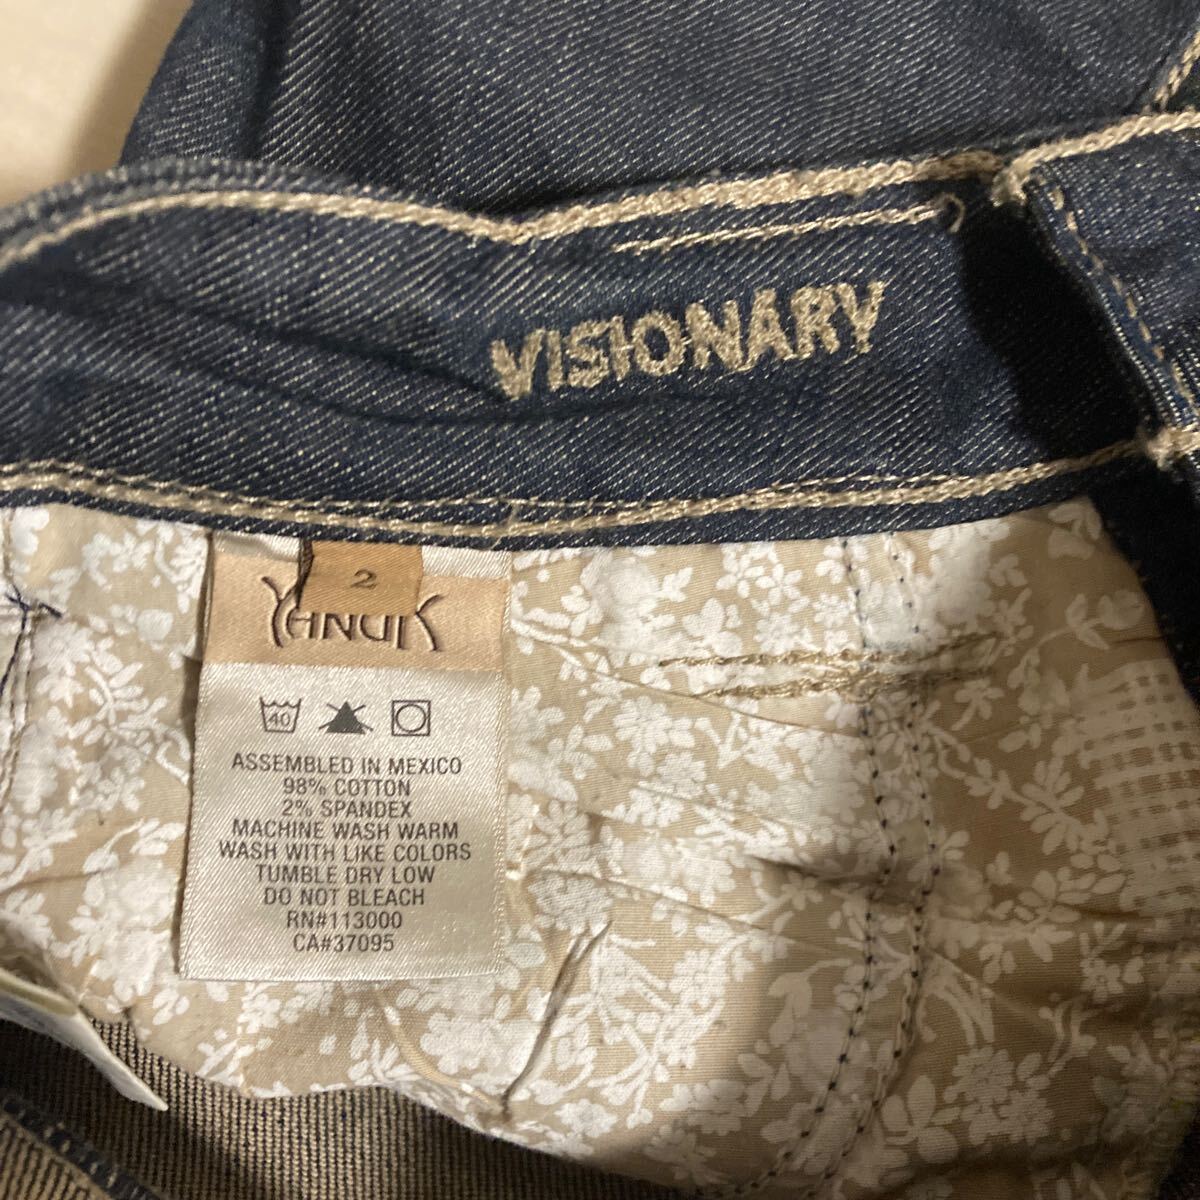 VISIONARY
2
YANUK
40
ASSEMBLED IN MEXICO
98% COTTON
2% SPANDEX
MACHINE WASH WARM
WASH WITH LIKE COLORS
TUMBLE DRY LOW
DO NOT BLEACH
RN#113000
CA#37095